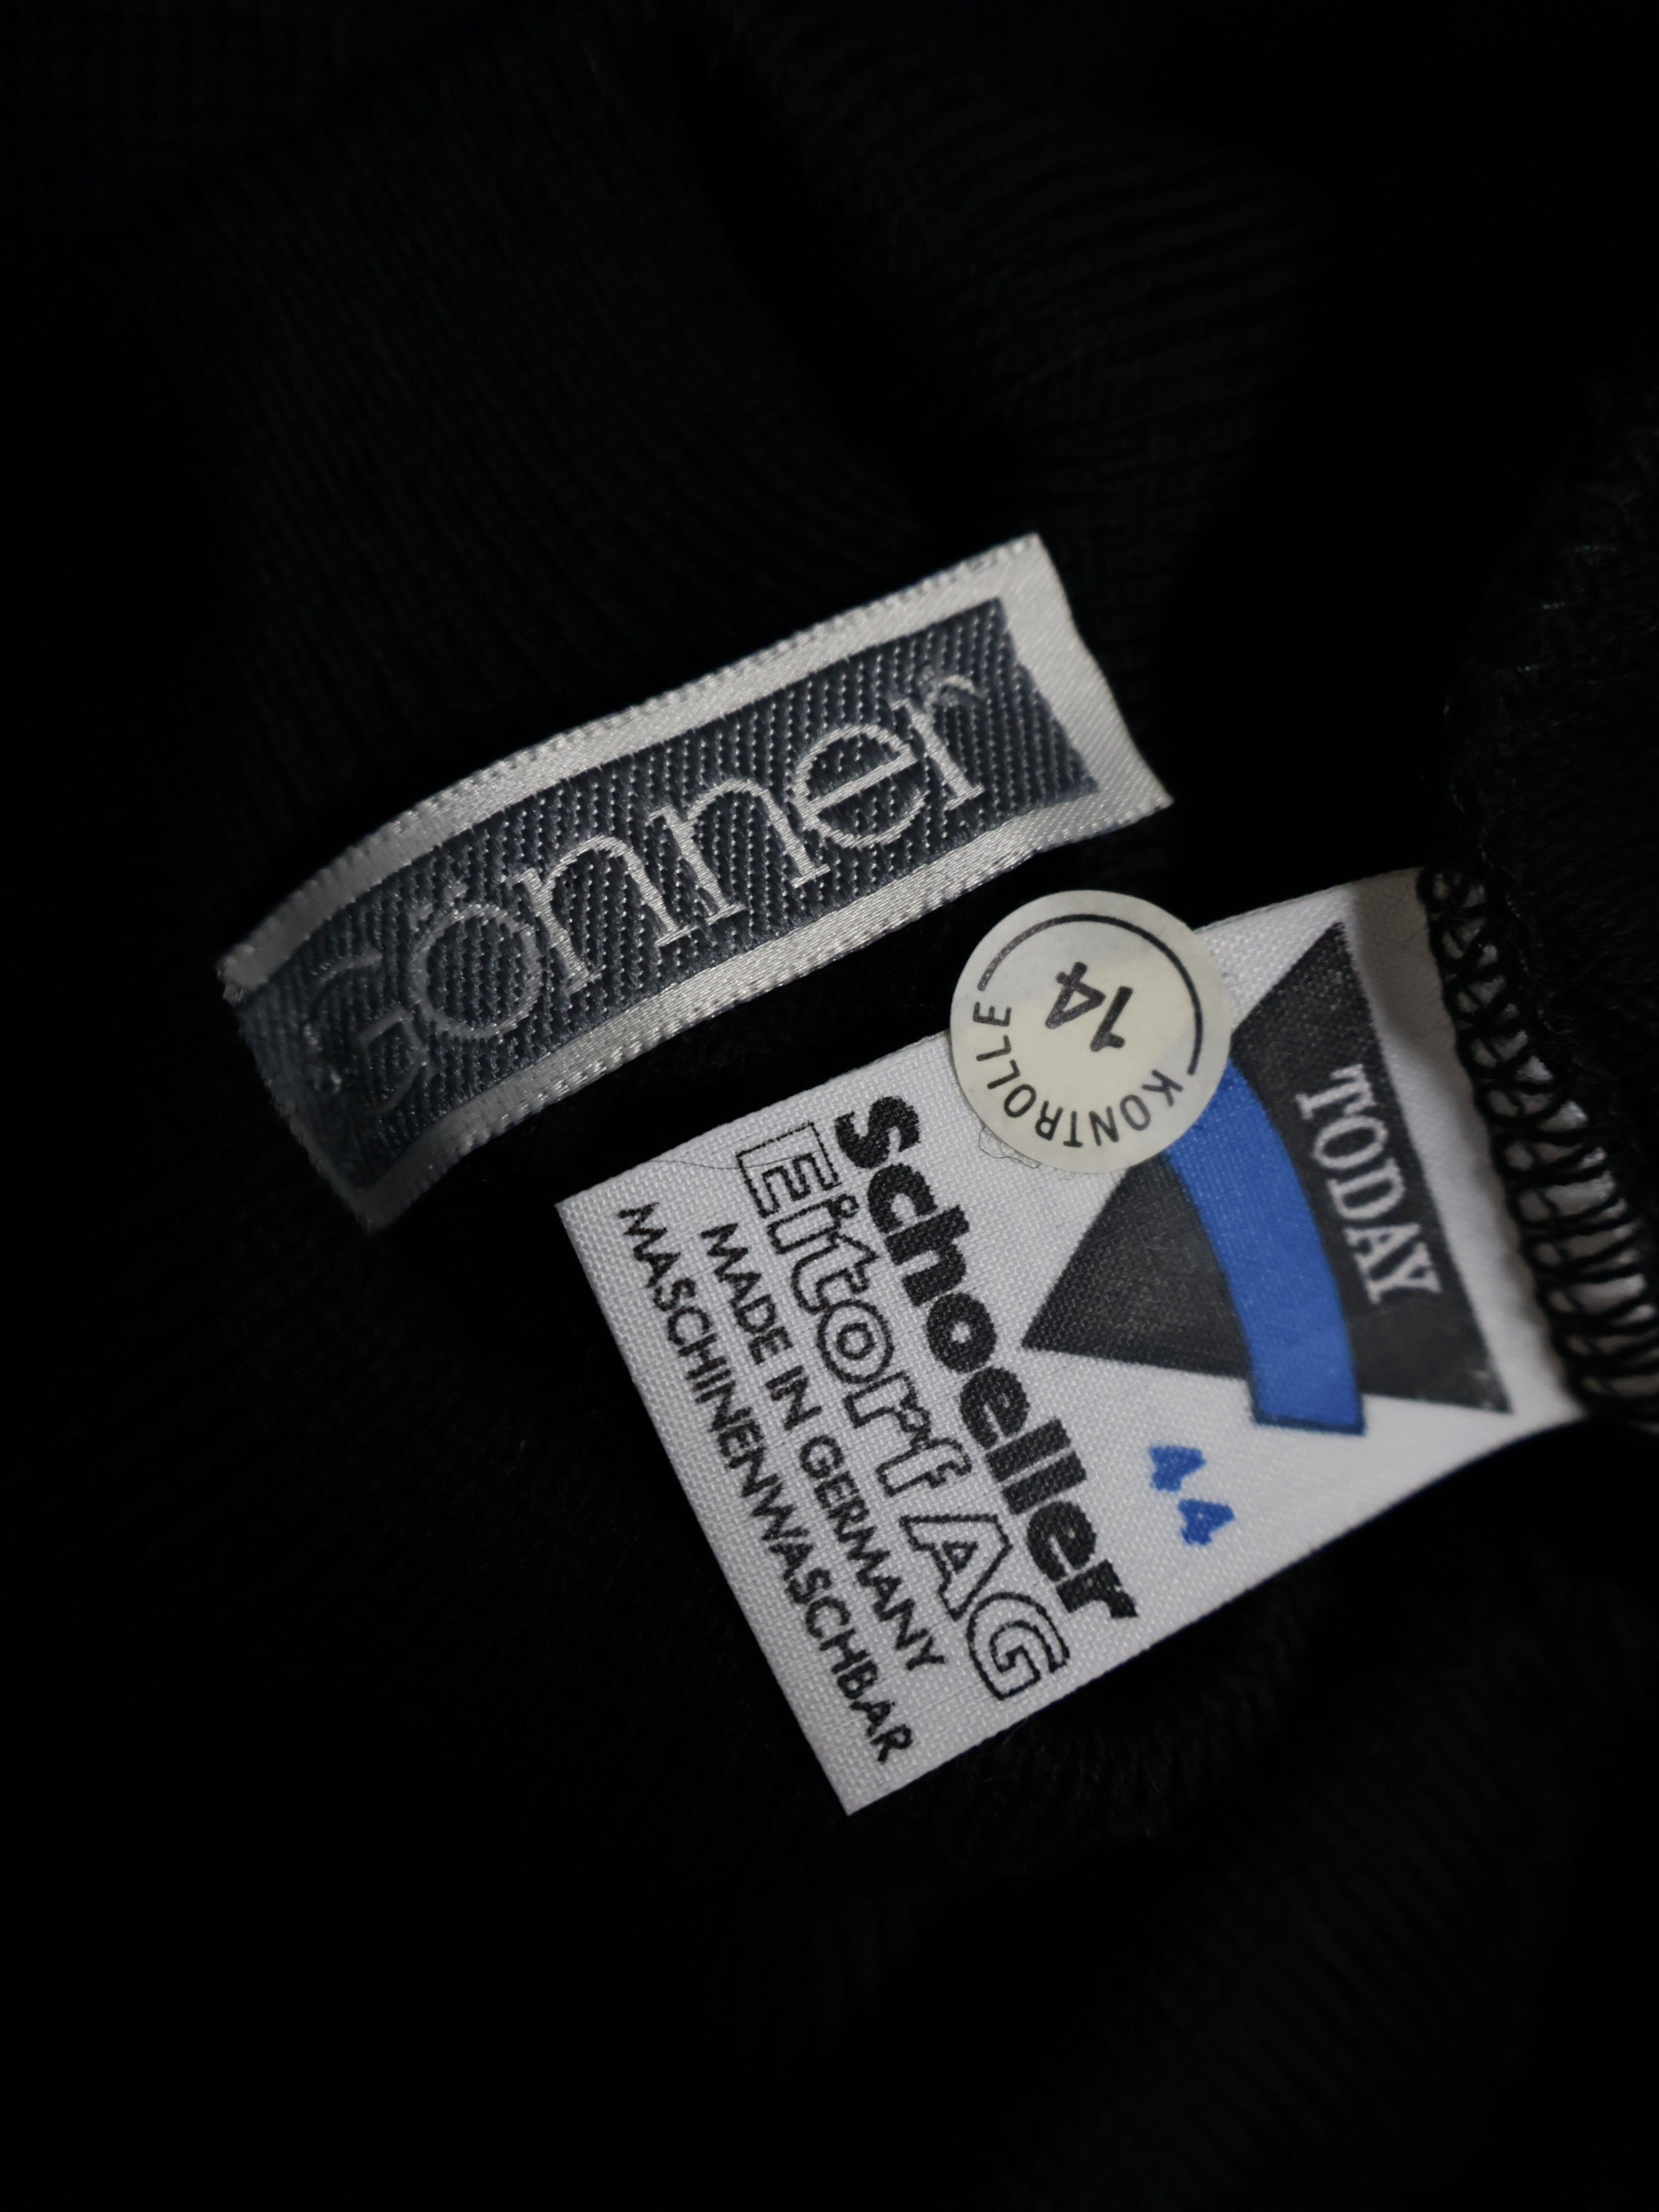 Gönner
KONTROLLE
14
TODAY
44
schoeller
Eitorf AG
MADE IN GERMANY
MASCHINENWASCHBAR